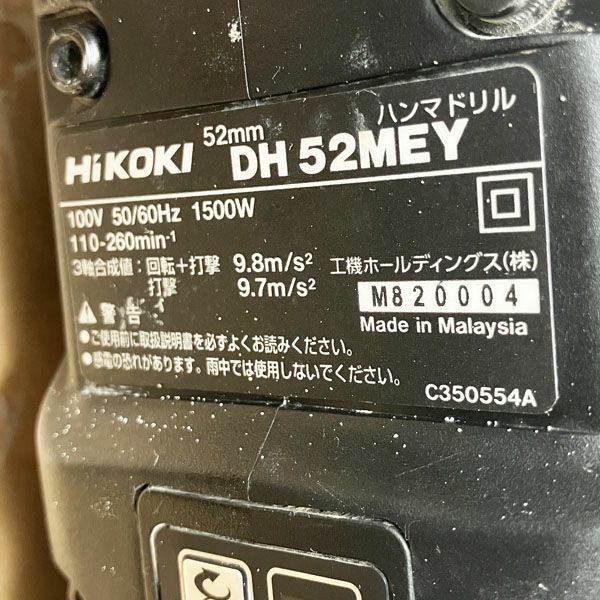 ハンマドリル
HiKOKI 52mm DH 52MEY
100V 50/60Hz 1500W
110-260min⁻¹
3軸合成値：回転＋打撃 9.8m/s²
打撃 9.7m/s²
工機ホールディングス(株)
M820004
Made in Malaysia
警告
●ご使用前に取扱説明書を必ずよくお読みください。
●感電の恐れがあります。雨中では使用しないでください。
C350554A